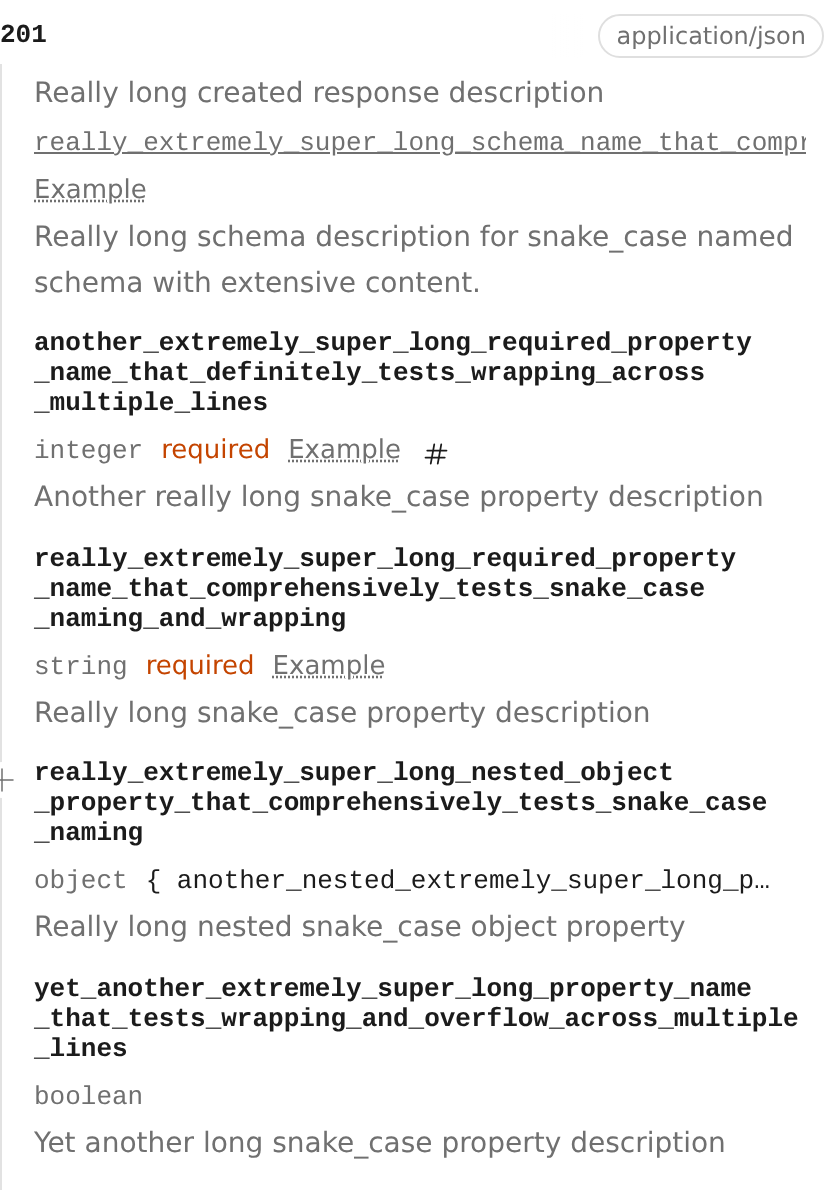 201
application/json
Really long created response description
really_extremely_super_long_schema_name_that_compr
Example
Really long schema description for snake_case named
schema with extensive content.
another_extremely_super_long_required_property
_name_that_definitely_tests_wrapping_across
_multiple_lines
integer required Example #
Another really long snake_case property description
really_extremely_super_long_required_property
_name_that_comprehensively_tests_snake_case
_naming_and_wrapping
string required Example
Really long snake_case property description
really_extremely_super_long_nested_object
_property_that_comprehensively_tests_snake_case
_naming
object { another_nested_extremely_super_long_p…
Really long nested snake_case object property
yet_another_extremely_super_long_property_name
_that_tests_wrapping_and_overflow_across_multiple
_lines
boolean
Yet another long snake_case property description